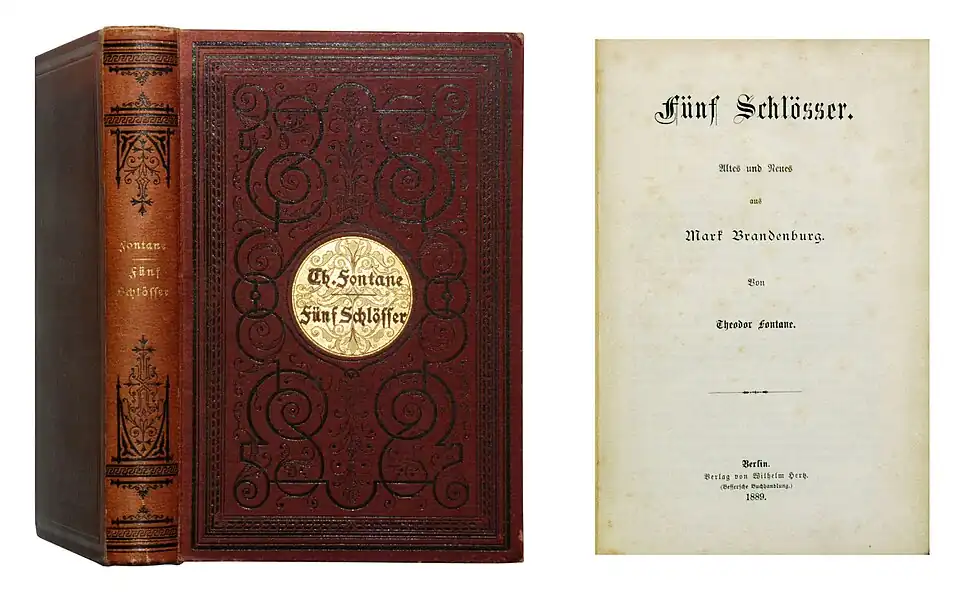 Fontane
Fünf
Schlösser
Th. Fontane
Fünf Schlösser
Fünf Schlösser.
Altes und Neues
aus
Mark Brandenburg.
Von
Theodor Fontane.
Berlin.
Verlag von Wilhelm Hertz.
(Bessersche Buchhandlung.)
1889.